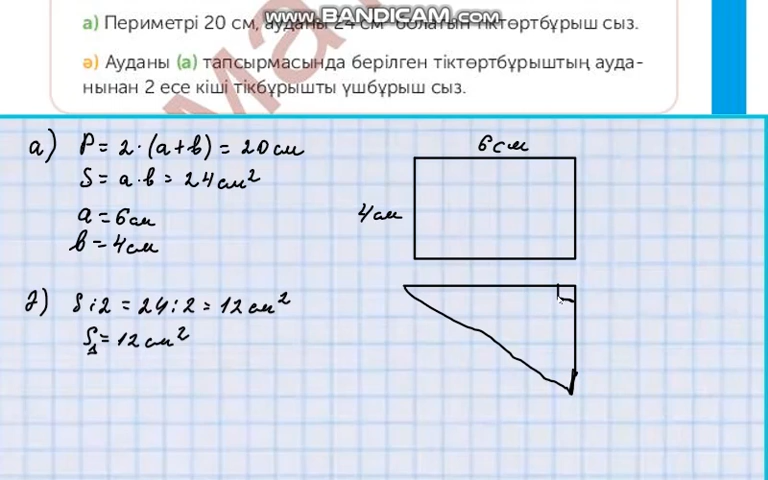 www.BANDICAM.com
а) Периметрі 20 см, ауданы 24 см² болатын тіктөртбұрыш сыз.
ә) Ауданы (а) тапсырмасында берілген тіктөртбұрыштың ауда-
нынан 2 есе кіші тікбұрышты үшбұрыш сыз.
а) P = 2 · (a + b) = 20 см
S = a · b = 24 см²
a = 6 см
b = 4 см
6 см
4 см
ә) S : 2 = 24 : 2 = 12 см²
S△ = 12 см²